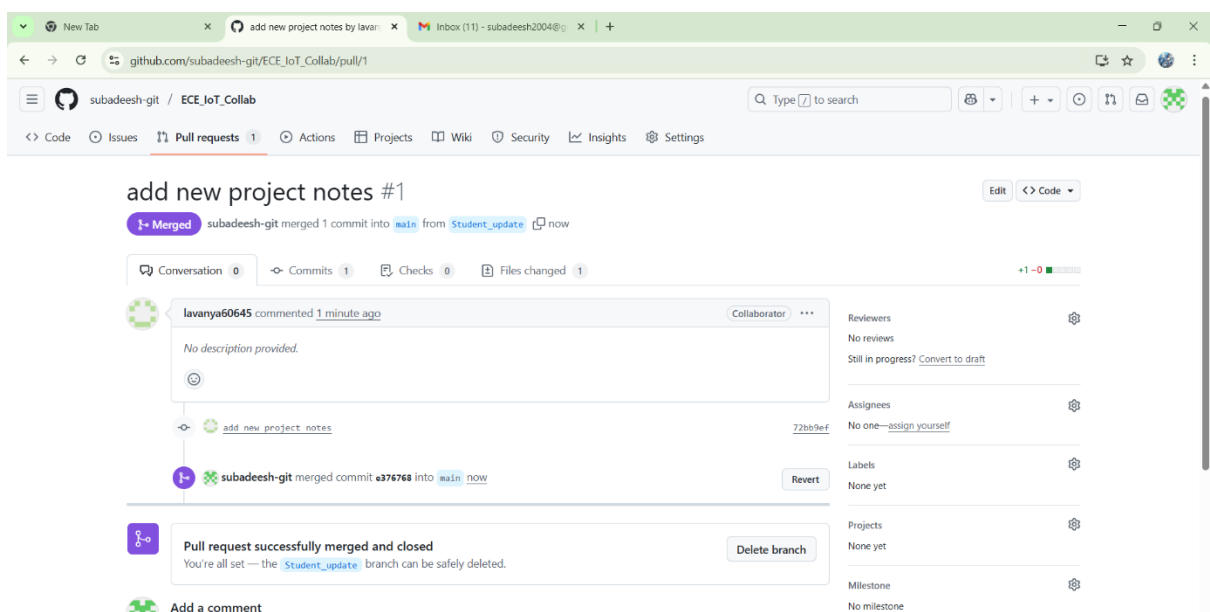 New Tab
add new project notes by lavan
Inbox (11) - subadeesh2004@g
github.com/subadeesh-git/ECE_IoT_Collab/pull/1
subadeesh-git / ECE_IoT_Collab
Type / to search
Code Issues Pull requests 1 Actions Projects Wiki Security Insights Settings
add new project notes #1
Edit
Code
Merged subadeesh-git merged 1 commit into main from Student_update now
Conversation 0 Commits 1 Checks 0 Files changed 1
+1 −0
lavanya60645 commented 1 minute ago
Collaborator
No description provided.
add new project notes
72bb9ef
subadeesh-git merged commit e376768 into main now
Revert
Pull request successfully merged and closed
You're all set — the Student_update branch can be safely deleted.
Delete branch
Add a comment
Reviewers
No reviews
Still in progress? Convert to draft
Assignees
No one—assign yourself
Labels
None yet
Projects
None yet
Milestone
No milestone